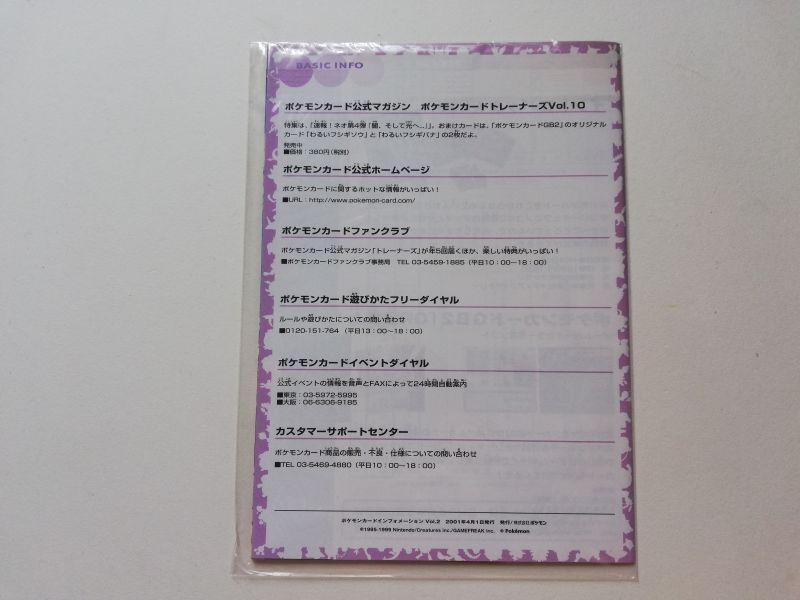 BASIC INFO
ポケモンカード公式マガジン　ポケモンカードトレーナーズVol.10
特集は、「速報！ネオ第4弾「闇、そして光へ…」」。おまけカードは、「ポケモンカードGB2」のオリジナル
カード「わるいフシギソウ」と「わるいフシギバナ」の2枚だよ。
発売中
■価格：380円（税別）
ポケモンカード公式ホームページ
ポケモンカードに関するホットな情報がいっぱい！
■URL：http://www.pokemon-card.com/
ポケモンカードファンクラブ
ポケモンカード公式マガジン「トレーナーズ」が年5回届くほか、楽しい特典がいっぱい！
■ポケモンカードファンクラブ事務局　TEL 03-5459-1885（平日10：00〜18：00）
ポケモンカード遊びかたフリーダイヤル
ルールや遊びかたについての問い合わせ
■0120-151-764 （平日13：00〜18：00）
ポケモンカードイベントダイヤル
公式イベントの情報を音声とFAXによって24時間自動案内
■東京：03-5972-5995
■大阪：06-6306-9185
カスタマーサポートセンター
ポケモンカード商品の販売・不良・仕様についての問い合わせ
■TEL 03-5469-4880（平日10：00〜18：00）
ポケモンカードインフォメーション Vol.2　2001年4月1日発行　発行/株式会社ポケモン
©1995-1999 Nintendo/Creatures inc./GAMEFREAK inc.　© Pokémon